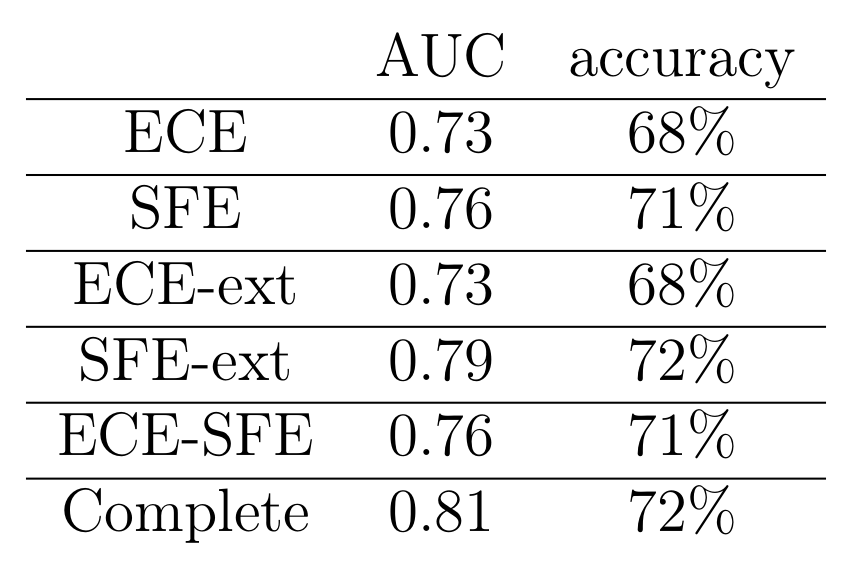 AUC accuracy
ECE 0.73 68%
SFE 0.76 71%
ECE-ext 0.73 68%
SFE-ext 0.79 72%
ECE-SFE 0.76 71%
Complete 0.81 72%